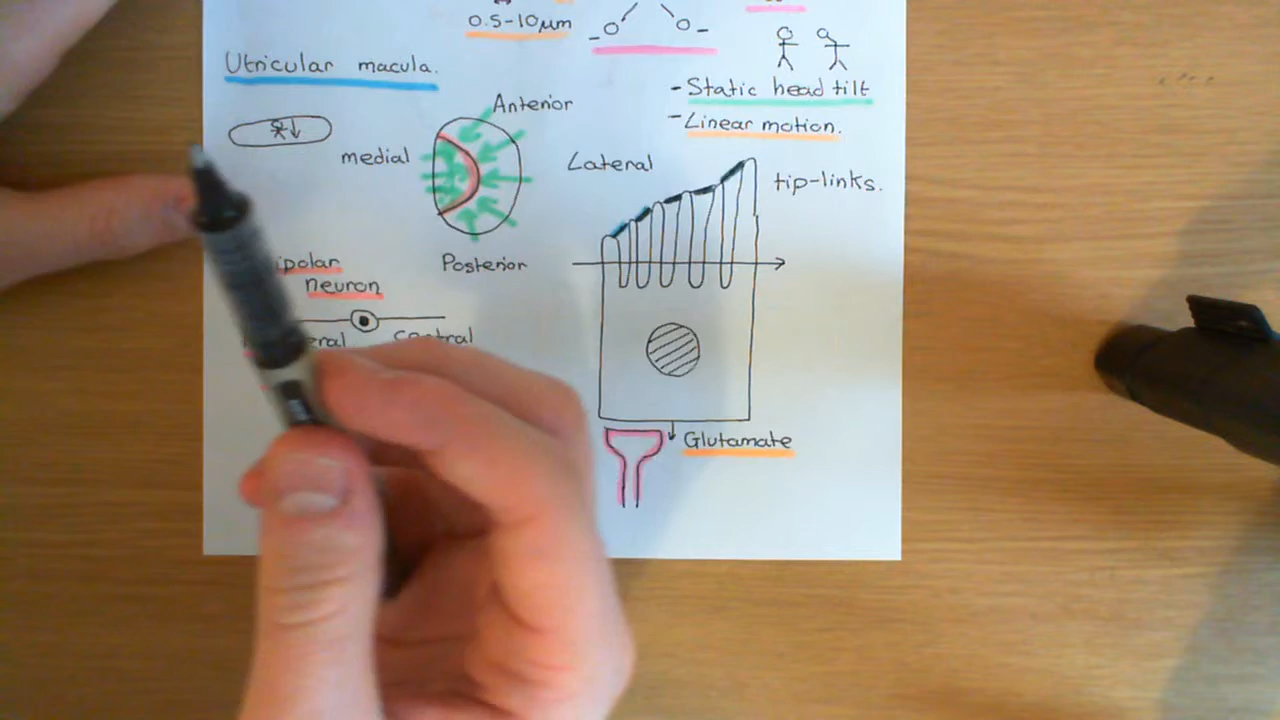 0.5-10μm
Utricular macula.
- Static head tilt
- Linear motion.
Anterior
medial
Lateral
tip-links.
Posterior
neuron
Glutamate